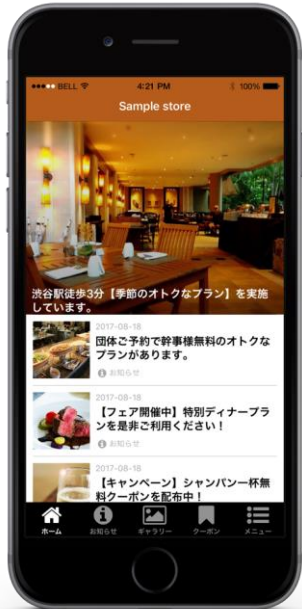 BELL 4:21 PM 100%
Sample store
渋谷駅徒歩3分【季節のオトクなプラン】を実施
しています。
2017-08-18
団体ご予約で幹事様無料のオトクな
プランがあります。
お知らせ
2017-08-18
【フェア開催中】特別ディナープラ
ンを是非ご利用ください！
お知らせ
2017-08-18
【キャンペーン】シャンパン一杯無
料クーポンを配布中！
ホーム お知らせ ギャラリー クーポン メニュー